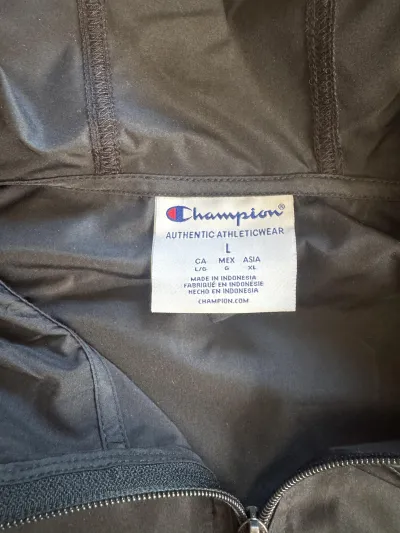 Champion®
AUTHENTIC ATHLETICWEAR
L
CA MEX ASIA
L/G G XL
MADE IN INDONESIA
FABRIQUÉ EN INDONESIE
HECHO EN INDONESIA
CHAMPION.COM